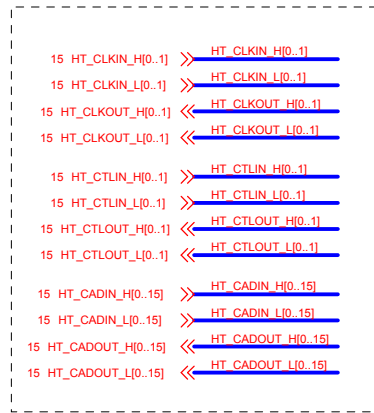 15 HT_CLKIN_H[0..1] HT_CLKIN_H[0..1]
15 HT_CLKIN_L[0..1] HT_CLKIN_L[0..1]
15 HT_CLKOUT_H[0..1] HT_CLKOUT_H[0..1]
15 HT_CLKOUT_L[0..1] HT_CLKOUT_L[0..1]
15 HT_CTLIN_H[0..1] HT_CTLIN_H[0..1]
15 HT_CTLIN_L[0..1] HT_CTLIN_L[0..1]
15 HT_CTLOUT_H[0..1] HT_CTLOUT_H[0..1]
15 HT_CTLOUT_L[0..1] HT_CTLOUT_L[0..1]
15 HT_CADIN_H[0..15] HT_CADIN_H[0..15]
15 HT_CADIN_L[0..15] HT_CADIN_L[0..15]
15 HT_CADOUT_H[0..15] HT_CADOUT_H[0..15]
15 HT_CADOUT_L[0..15] HT_CADOUT_L[0..15]